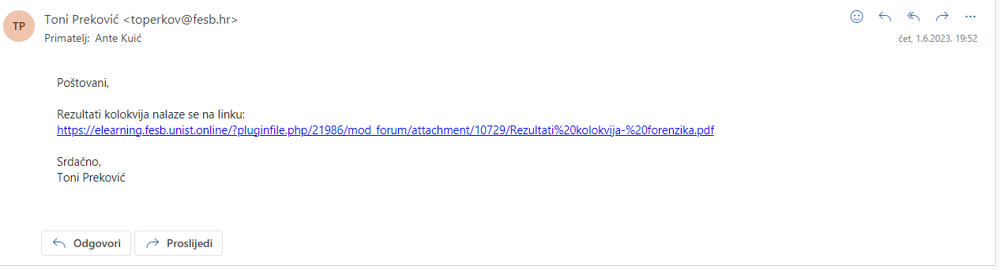 TP
Toni Preković <toperkov@fesb.hr>
Primatelj: Ante Kuić
čet, 1.6.2023. 19:52
Poštovani,
Rezultati kolokvija nalaze se na linku:
https://elearning.fesb.unist.online/?pluginfile.php/21986/mod_forum/attachment/10729/Rezultati%20kolokvija-%20forenzika.pdf
Srdačno,
Toni Preković
Odgovori
Proslijedi